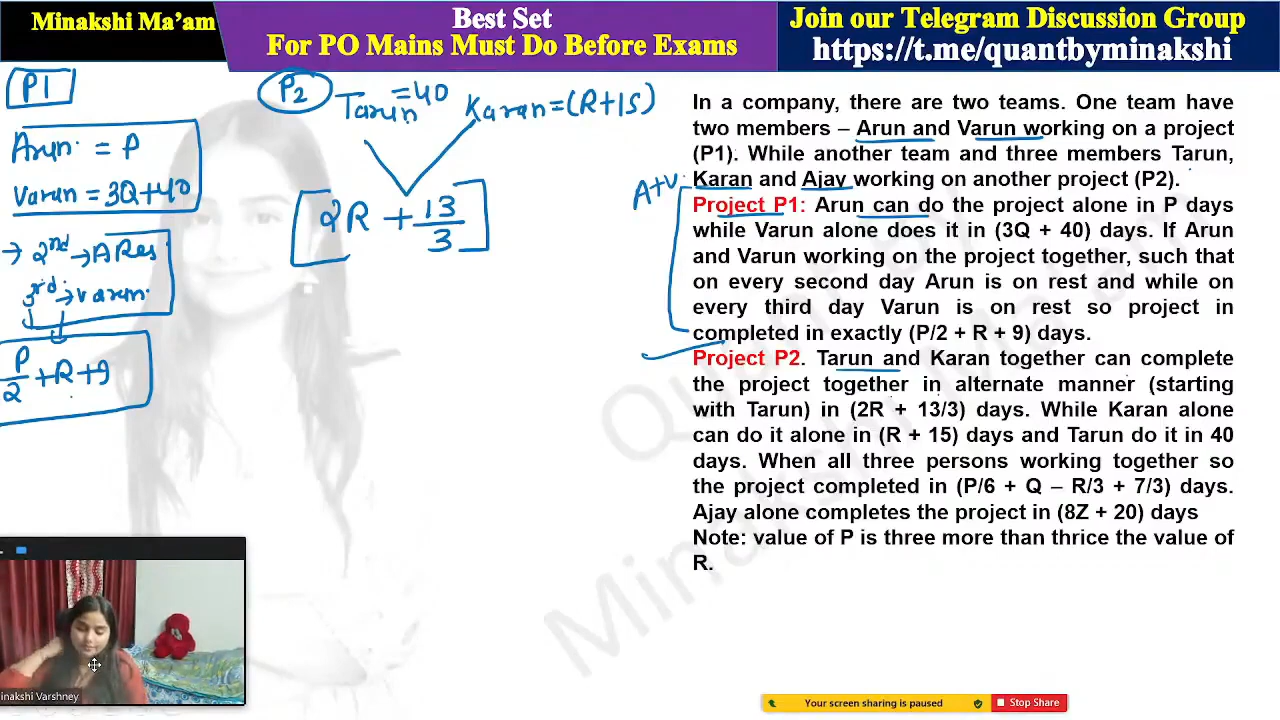 Minakshi Ma'am
Best Set
For PO Mains Must Do Before Exams
Join our Telegram Discussion Group
https://t.me/quantbyminakshi
P1
Arun = P
Varun = 3Q+40
→ 2nd → A Res
3rd → varun
P/2 + R + 9
P2
Tarun = 40
Karan = (R+15)
2R + 13/3
A+V
In a company, there are two teams. One team have
two members – Arun and Varun working on a project
(P1). While another team and three members Tarun,
Karan and Ajay working on another project (P2).
Project P1: Arun can do the project alone in P days
while Varun alone does it in (3Q + 40) days. If Arun
and Varun working on the project together, such that
on every second day Arun is on rest and while on
every third day Varun is on rest so project in
completed in exactly (P/2 + R + 9) days.
Project P2. Tarun and Karan together can complete
the project together in alternate manner (starting
with Tarun) in (2R + 13/3) days. While Karan alone
can do it alone in (R + 15) days and Tarun do it in 40
days. When all three persons working together so
the project completed in (P/6 + Q – R/3 + 7/3) days.
Ajay alone completes the project in (8Z + 20) days
Note: value of P is three more than thrice the value of
R.
inakshi Varshney
Your screen sharing is paused
Stop Share